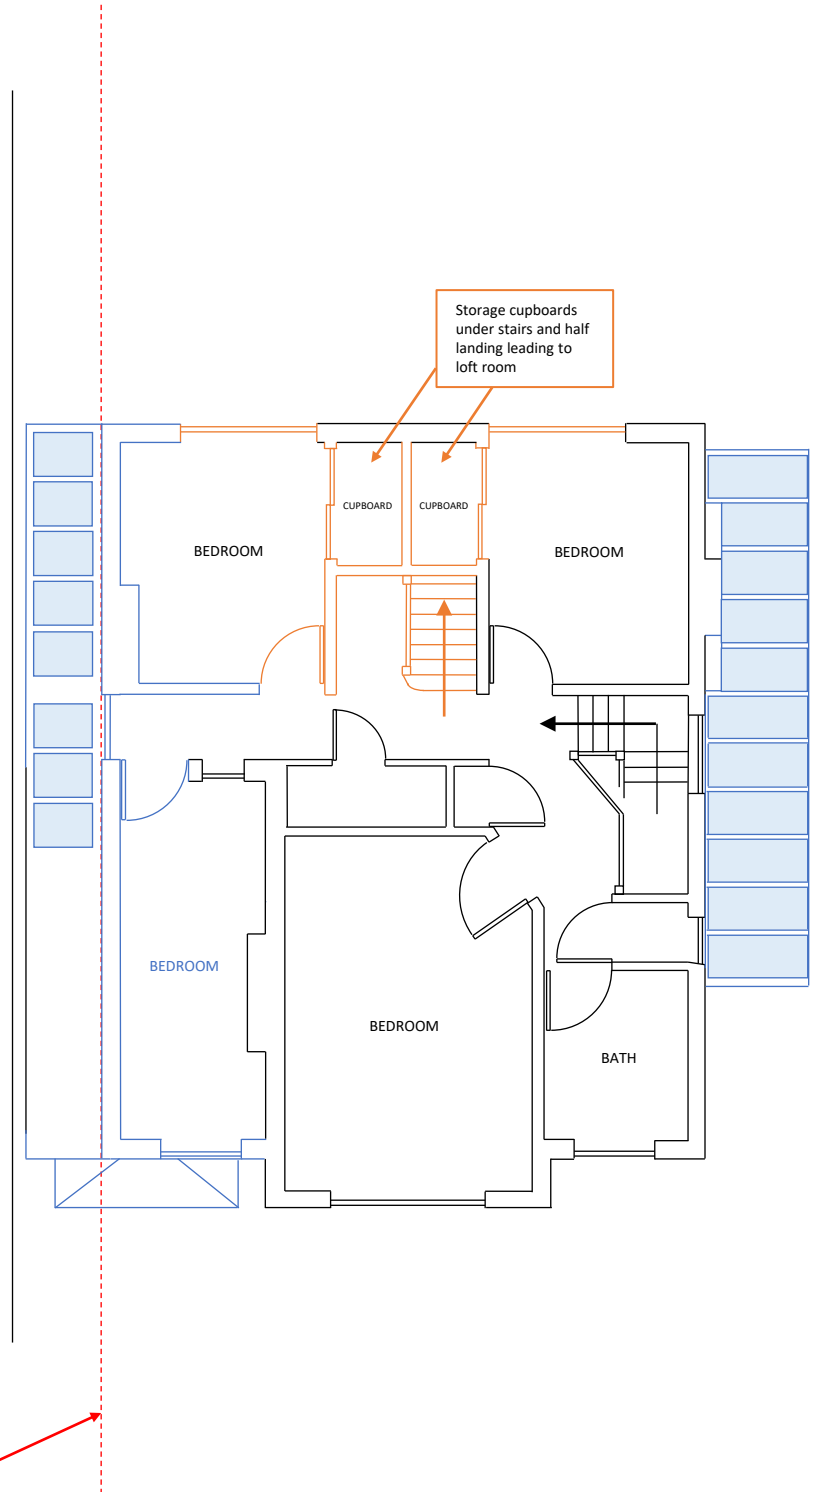 Storage cupboards
under stairs and half
landing leading to
loft room
CUPBOARD
CUPBOARD
BEDROOM
BEDROOM
BEDROOM
BEDROOM
BATH